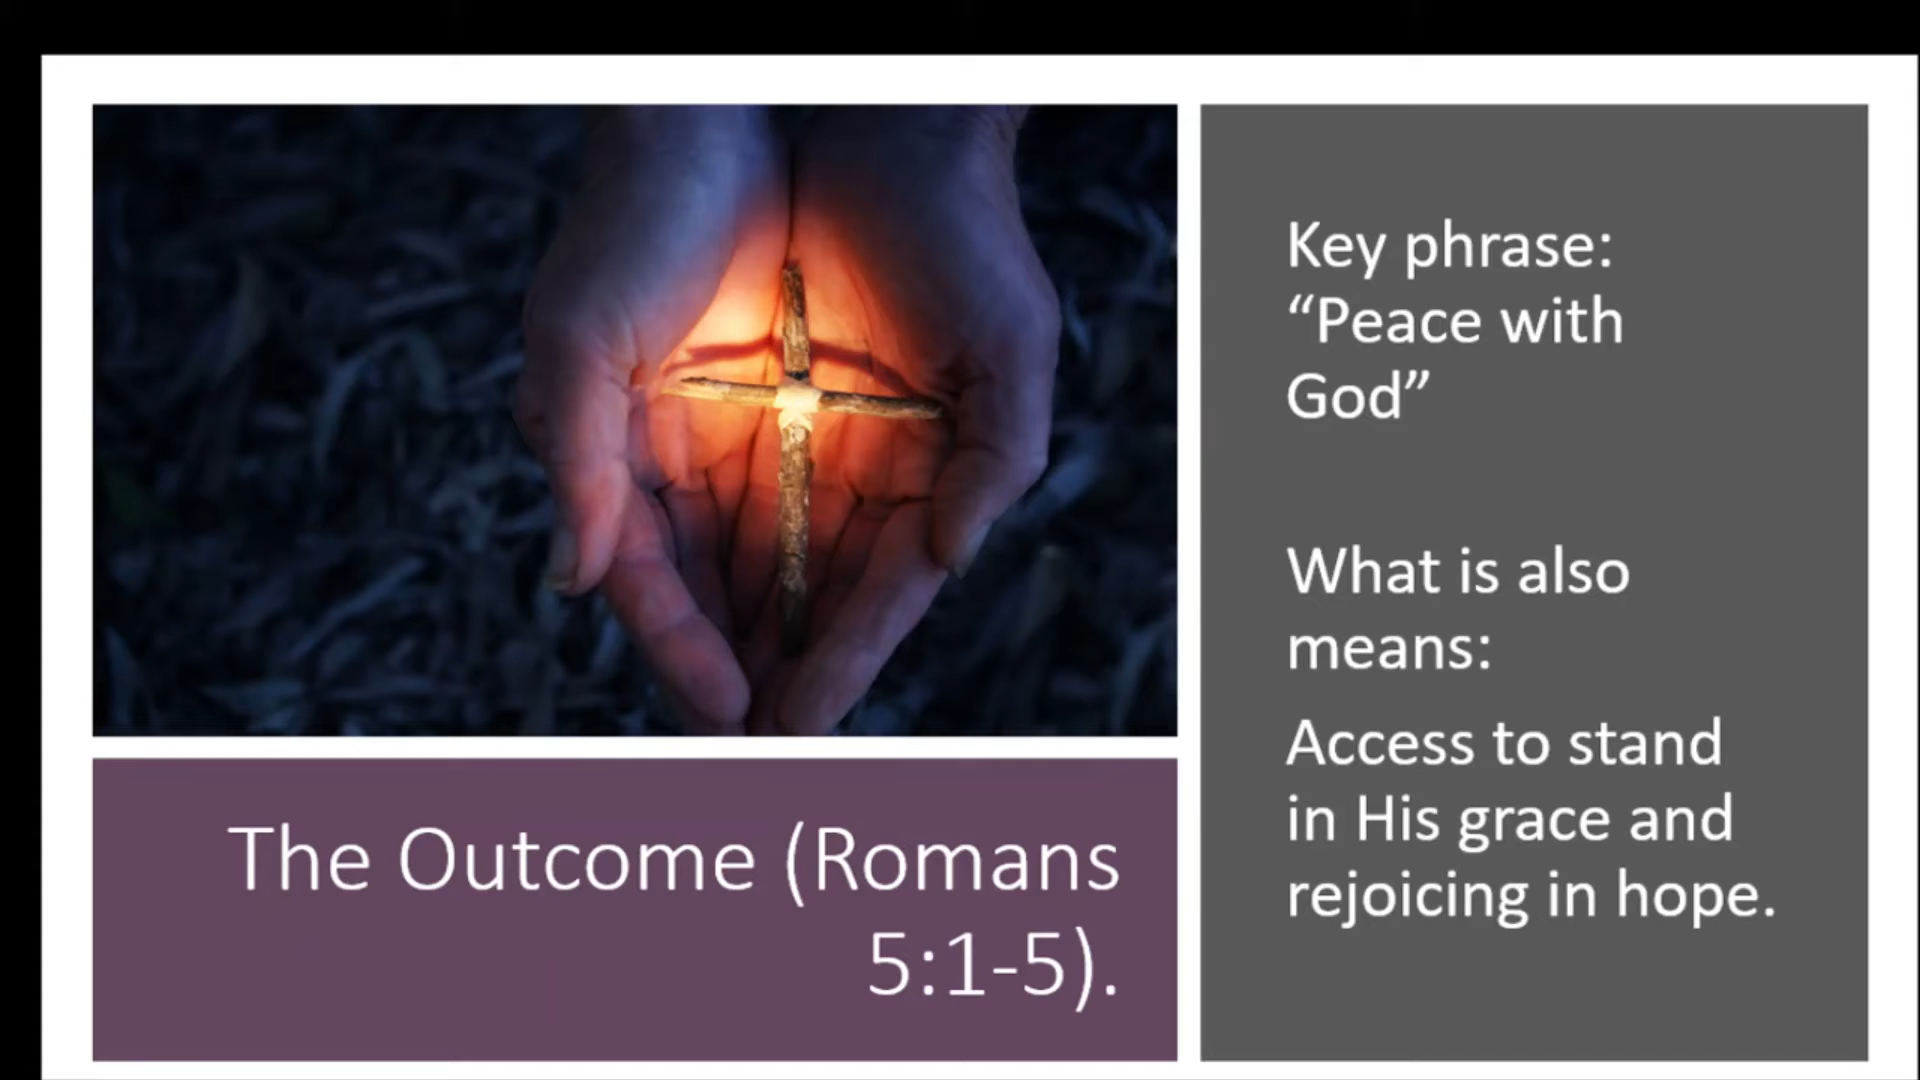 Key phrase:
“Peace with
God”
What is also
means:
Access to stand
in His grace and
rejoicing in hope.
The Outcome (Romans
5:1-5).